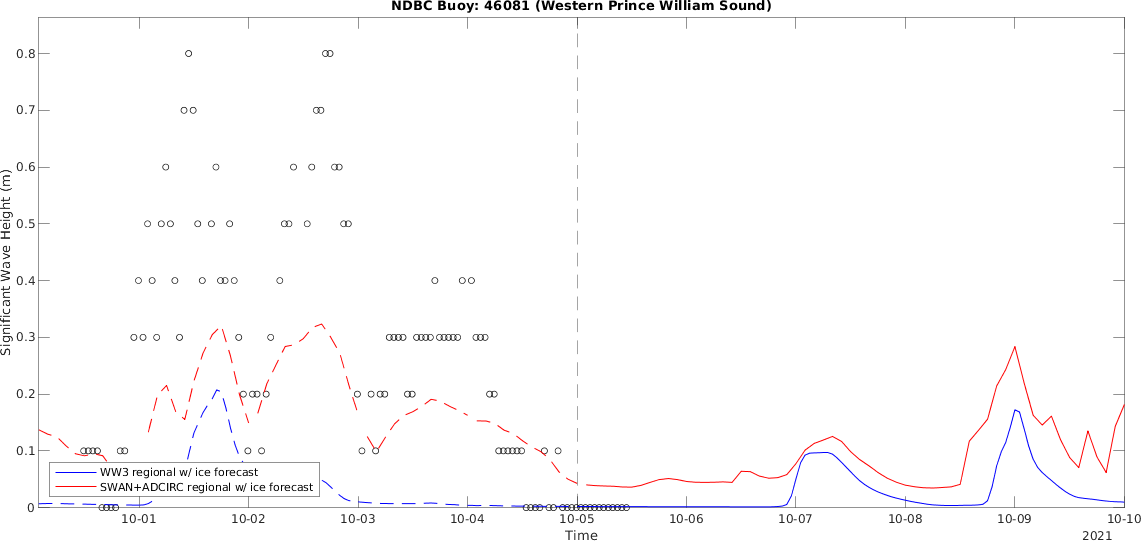 NDBC Buoy: 46081 (Western Prince William Sound)
Significant Wave Height (m)
0.8
0.7
0.6
0.5
0.4
0.3
0.2
0.1
0
WW3 regional w/ ice forecast
SWAN+ADCIRC regional w/ ice forecast
10-01 10-02 10-03 10-04 10-05 10-06 10-07 10-08 10-09 10-10
Time
2021